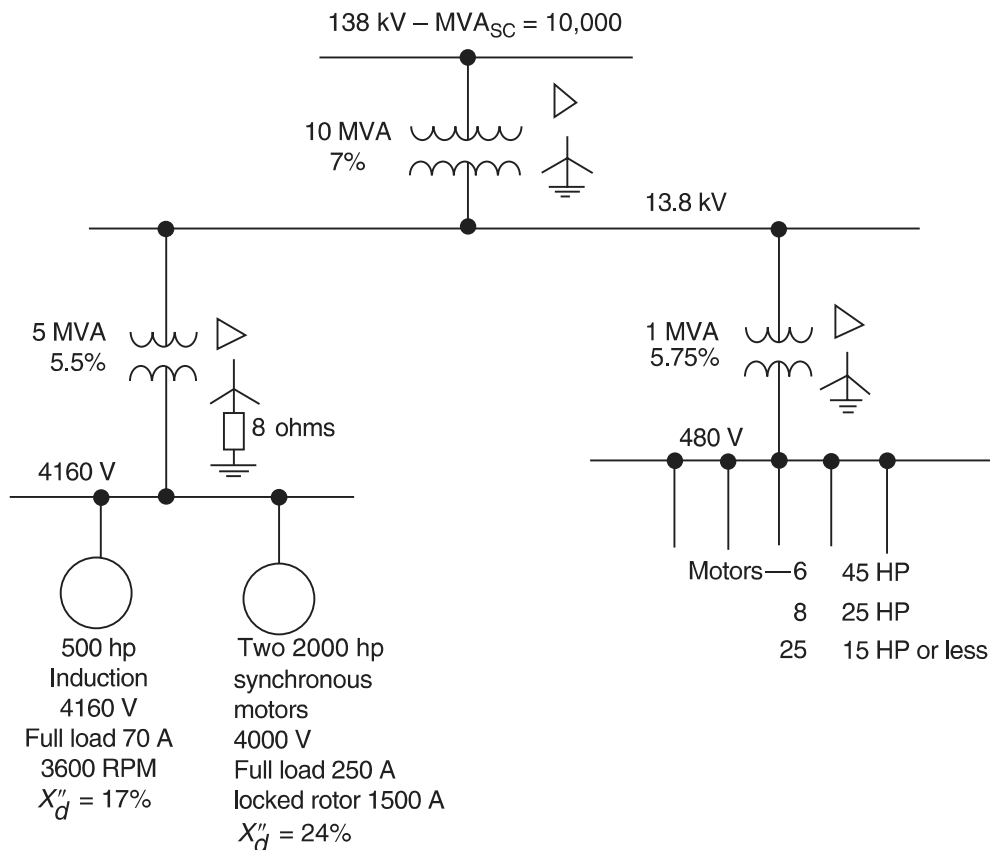 138 kV – MVA_SC = 10,000
10 MVA
7%
13.8 kV
5 MVA
5.5%
8 ohms
4160 V
1 MVA
5.75%
480 V
Motors—6 45 HP
8 25 HP
25 15 HP or less
500 hp
Induction
4160 V
Full load 70 A
3600 RPM
X″d = 17%
Two 2000 hp
synchronous
motors
4000 V
Full load 250 A
locked rotor 1500 A
X″d = 24%